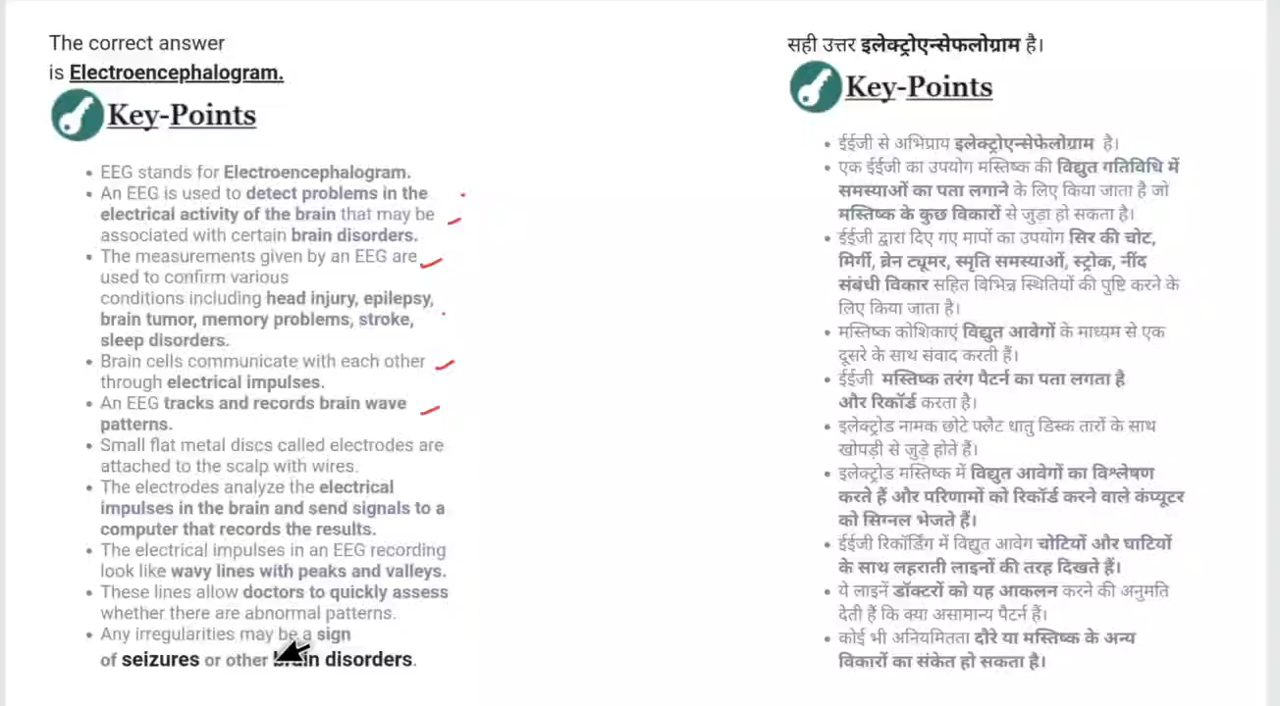 The correct answer
is Electroencephalogram.
Key-Points
• EEG stands for Electroencephalogram.
• An EEG is used to detect problems in the
electrical activity of the brain that may be
associated with certain brain disorders.
• The measurements given by an EEG are
used to confirm various
conditions including head injury, epilepsy,
brain tumor, memory problems, stroke,
sleep disorders.
• Brain cells communicate with each other
through electrical impulses.
• An EEG tracks and records brain wave
patterns.
• Small flat metal discs called electrodes are
attached to the scalp with wires.
• The electrodes analyze the electrical
impulses in the brain and send signals to a
computer that records the results.
• The electrical impulses in an EEG recording
look like wavy lines with peaks and valleys.
• These lines allow doctors to quickly assess
whether there are abnormal patterns.
• Any irregularities may be a sign
of seizures or other brain disorders.
सही उत्तर इलेक्ट्रोएन्सेफलोग्राम है।
Key-Points
• ईईजी से अभिप्राय इलेक्ट्रोएन्सेफेलोग्राम है।
• एक ईईजी का उपयोग मस्तिष्क की विद्युत गतिविधि में
समस्याओं का पता लगाने के लिए किया जाता है जो
मस्तिष्क के कुछ विकारों से जुड़ा हो सकता है।
• ईईजी द्वारा दिए गए मापों का उपयोग सिर की चोट,
मिर्गी, ब्रेन ट्यूमर, स्मृति समस्याओं, स्ट्रोक, नींद
संबंधी विकार सहित विभिन्न स्थितियों की पुष्टि करने के
लिए किया जाता है।
• मस्तिष्क कोशिकाएं विद्युत आवेगों के माध्यम से एक
दूसरे के साथ संवाद करती हैं।
• ईईजी मस्तिष्क तरंग पैटर्न का पता लगता है
और रिकॉर्ड करता है।
• इलेक्ट्रोड नामक छोटे फ्लैट धातु डिस्क तारों के साथ
खोपड़ी से जुड़े होते हैं।
• इलेक्ट्रोड मस्तिष्क में विद्युत आवेगों का विश्लेषण
करते हैं और परिणामों को रिकॉर्ड करने वाले कंप्यूटर
को सिग्नल भेजते हैं।
• ईईजी रिकॉर्डिंग में विद्युत आवेग चोटियों और घाटियों
के साथ लहराती लाइनों की तरह दिखते हैं।
• ये लाइनें डॉक्टरों को यह आकलन करने की अनुमति
देती हैं कि क्या असामान्य पैटर्न हैं।
• कोई भी अनियमितता दौरे या मस्तिष्क के अन्य
विकारों का संकेत हो सकता है।